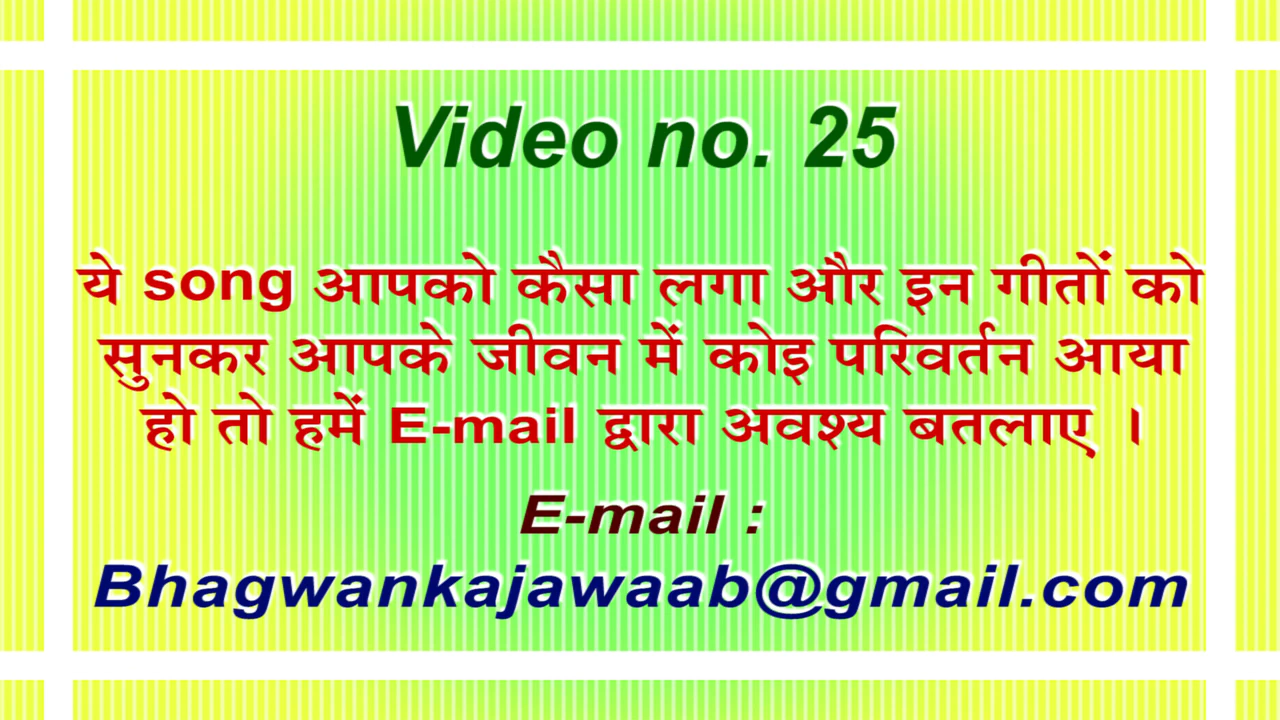 Video no. 25
ये song आपको कैसा लगा और इन गीतों को
सुनकर आपके जीवन में कोइ परिवर्तन आया
हो तो हमें E-mail द्वारा अवश्य बतलाए ।
E-mail :
Bhagwankajawaab@gmail.com